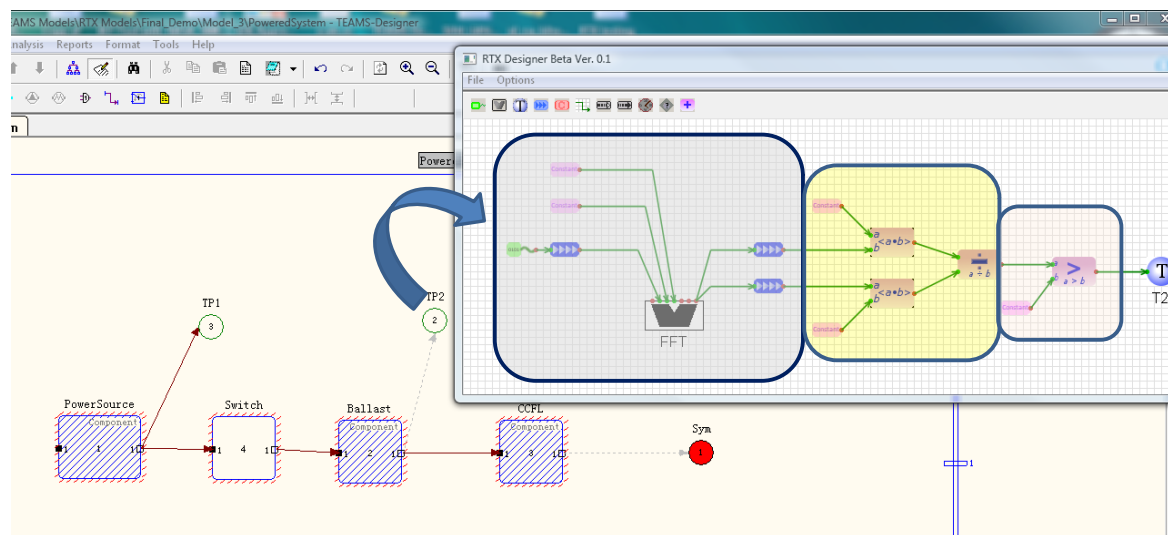 EAMS Models\RTX Models\Final_Demo\Model_3\PoweredSystem - TEAMS-Designer
nalysis Reports Format Tools Help
RTX Designer Beta Ver. 0.1
File Options
m
Powere
Constant
Constant
Constant
a
b
<a•b>
a
b
<a•b>
Constant
a ÷ b
a
b
>
a > b
Constant
T
T2
FFT
TP1
3
TP2
2
PowerSource
Component
1 1 1
Switch
1 4 1
Ballast
Component
1 2 1
CCFL
Component
1 3 1
Sym
1
1